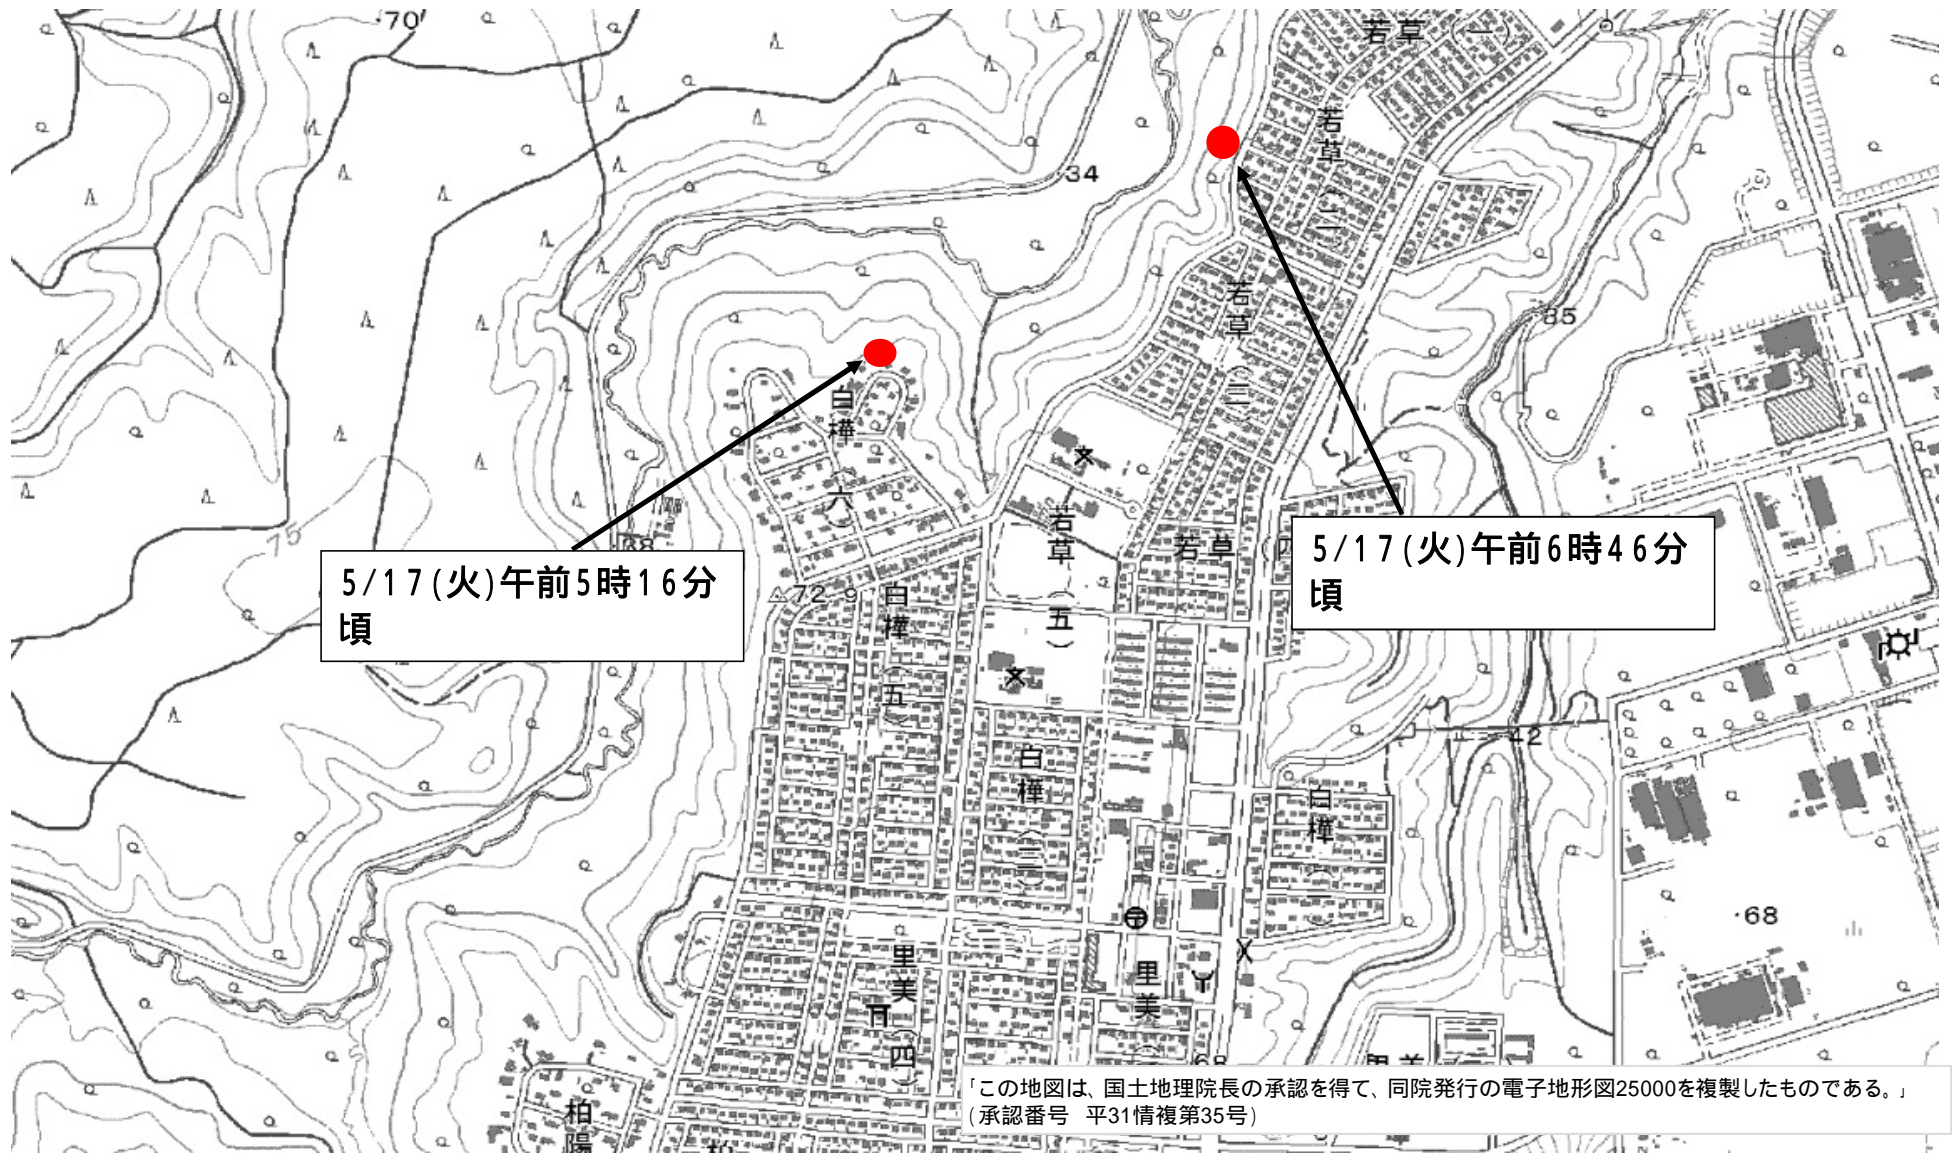 70
若草(一)
若草(二)
34
若草(三)
35
白樺(六)
若草(五)
若草(四
75
38
5/17(火)午前5時16分
頃
5/17(火)午前6時46分
頃
72.9
白樺(五)
42
白樺(三)
白樺(
68
里美(四)
里美(
68
柏陽
「この地図は、国土地理院長の承認を得て、同院発行の電子地形図25000を複製したものである。」
(承認番号 平31情複第35号)